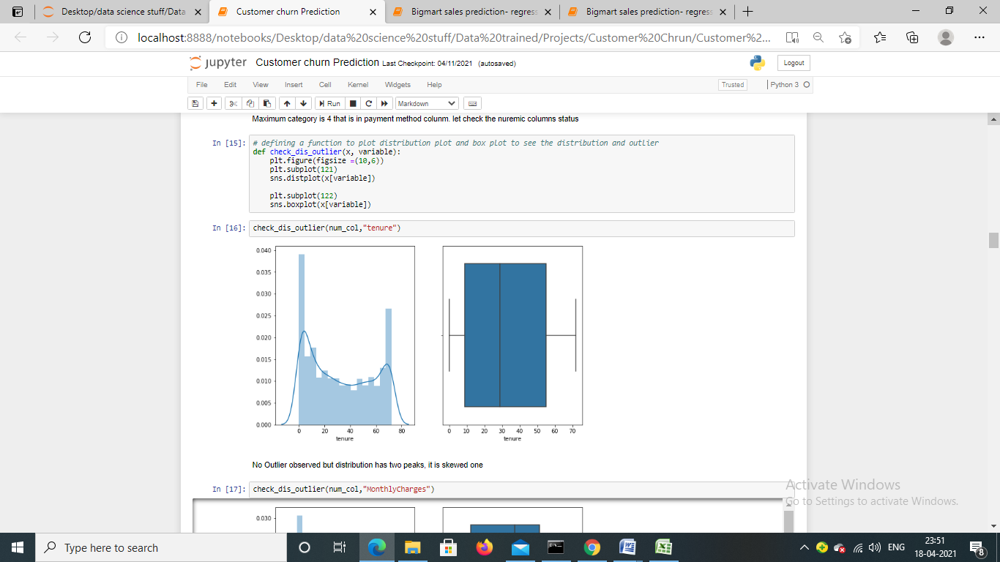 Desktop/data science stuff/Data
Customer churn Prediction
Bigmart sales prediction- regress
Bigmart sales prediction- regress
localhost:8888/notebooks/Desktop/data%20science%20stuff/Data%20trained/Projects/Customer%20Chrun/Customer%2...
jupyter Customer churn Prediction Last Checkpoint: 04/11/2021 (autosaved)
Logout
File Edit View Insert Cell Kernel Widgets Help
Trusted Python 3
Run Markdown
Maximum category is 4 that is in payment method colunm. let check the nuremic columns status
In [15]: # defining a function to plot distribution plot and box plot to see the distribution and outlier
def check_dis_outlier(x, variable):
plt.figure(figsize =(10,6))
plt.subplot(121)
sns.distplot(x[variable])
plt.subplot(122)
sns.boxplot(x[variable])
In [16]: check_dis_outlier(num_col,"tenure")
0.040
0.035
0.030
0.025
0.020
0.015
0.010
0.005
0.000
0 20 40 60 80
tenure
0 10 20 30 40 50 60 70
tenure
No Outlier observed but distribution has two peaks, it is skewed one
In [17]: check_dis_outlier(num_col,"MonthlyCharges")
0.030
Activate Windows
Go to Settings to activate Windows.
Type here to search
ENG
23:51
18-04-2021
8